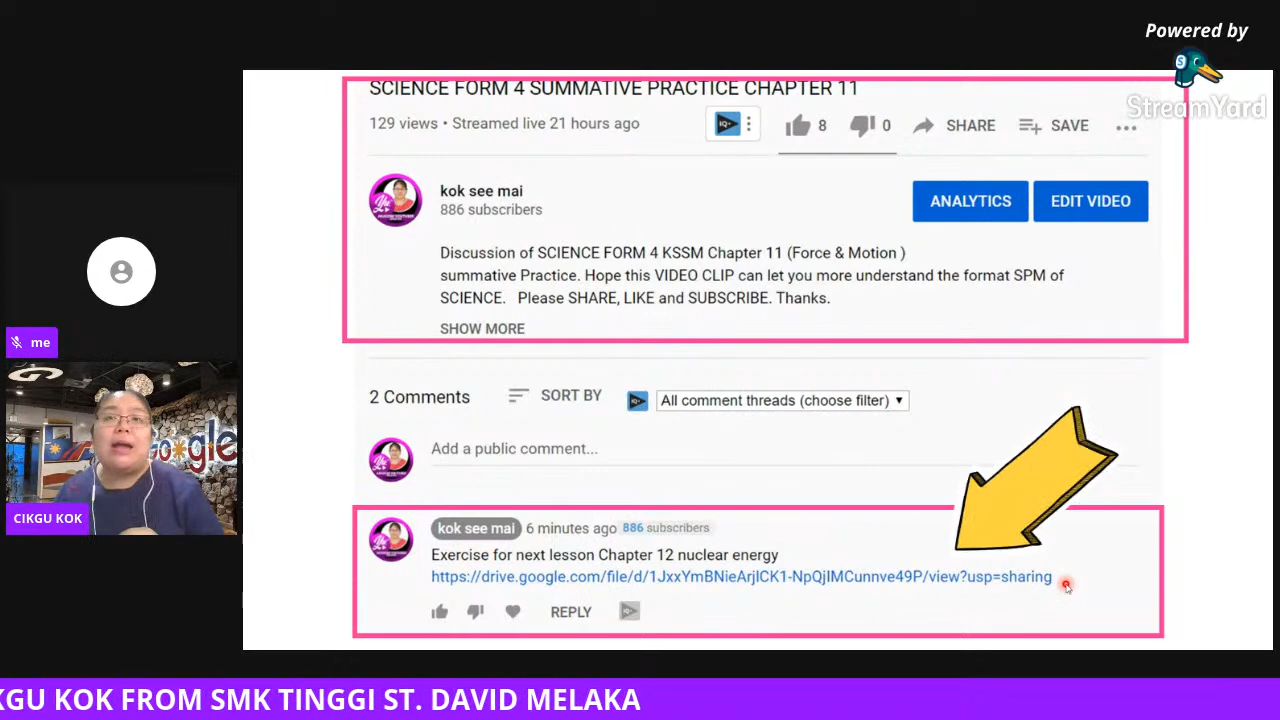 Powered by
StreamYard
SCIENCE FORM 4 SUMMATIVE PRACTICE CHAPTER 11
129 views • Streamed live 21 hours ago
IQ+
8
0
SHARE
SAVE
kok see mai
886 subscribers
ANALYTICS
EDIT VIDEO
Discussion of SCIENCE FORM 4 KSSM Chapter 11 (Force & Motion )
summative Practice. Hope this VIDEO CLIP can let you more understand the format SPM of
SCIENCE. Please SHARE, LIKE and SUBSCRIBE. Thanks.
SHOW MORE
me
2 Comments
SORT BY
All comment threads (choose filter)
Add a public comment...
Google
CIKGU KOK
kok see mai 6 minutes ago 886 subscribers
Exercise for next lesson Chapter 12 nuclear energy
https://drive.google.com/file/d/1JxxYmBNieArjlCK1-NpQjIMCunnve49P/view?usp=sharing
REPLY
KGU KOK FROM SMK TINGGI ST. DAVID MELAKA